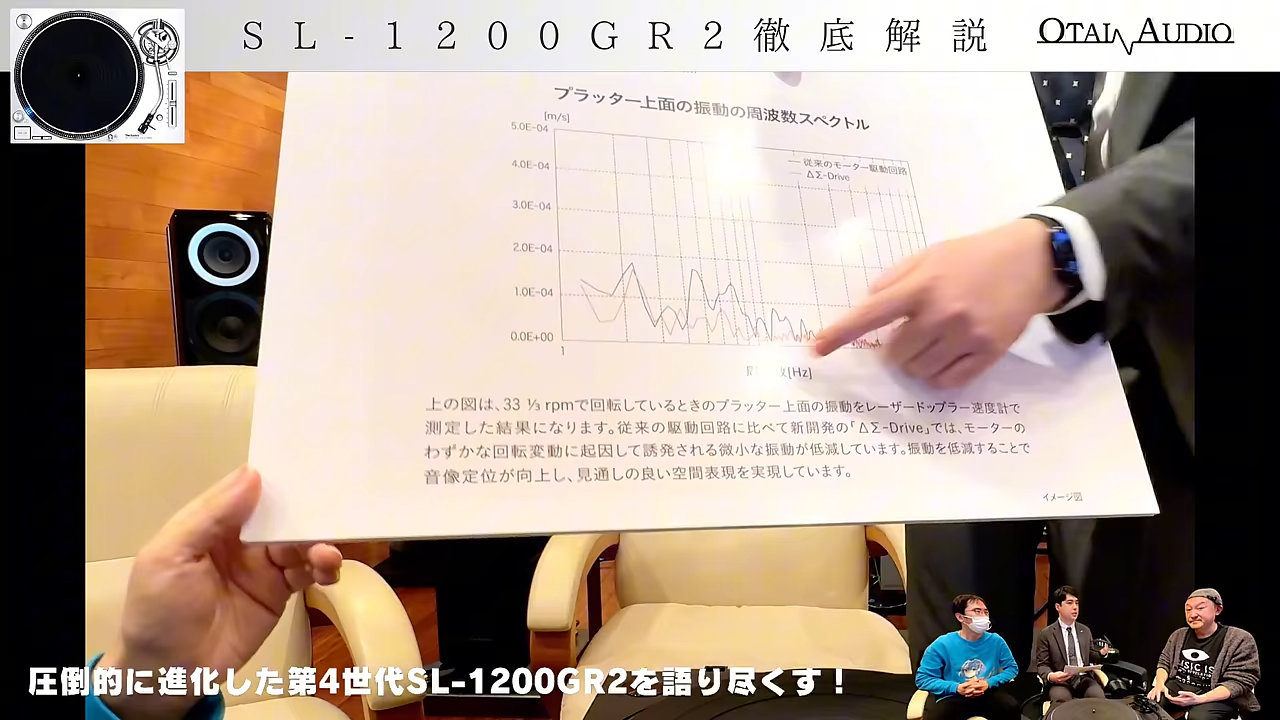 SL-1200GR2徹底解説
OTAI AUDIO
プラッター上面の振動の周波数スペクトル
[m/s]
5.0E-04
4.0E-04
3.0E-04
2.0E-04
1.0E-04
0.0E+00
1
従来のモーター駆動回路
ΔΣ-Drive
[Hz]
上の図は、33 ⅓ rpmで回転しているときのプラッター上面の振動をレーザードップラー速度計で
測定した結果になります。従来の駆動回路に比べて新開発の「ΔΣ-Drive」では、モーターの
わずかな回転変動に起因して誘発される微小な振動が低減しています。振動を低減することで
音像定位が向上し、見通しの良い空間表現を実現しています。
イメージ図
圧倒的に進化した第4世代SL-1200GR2を語り尽くす！